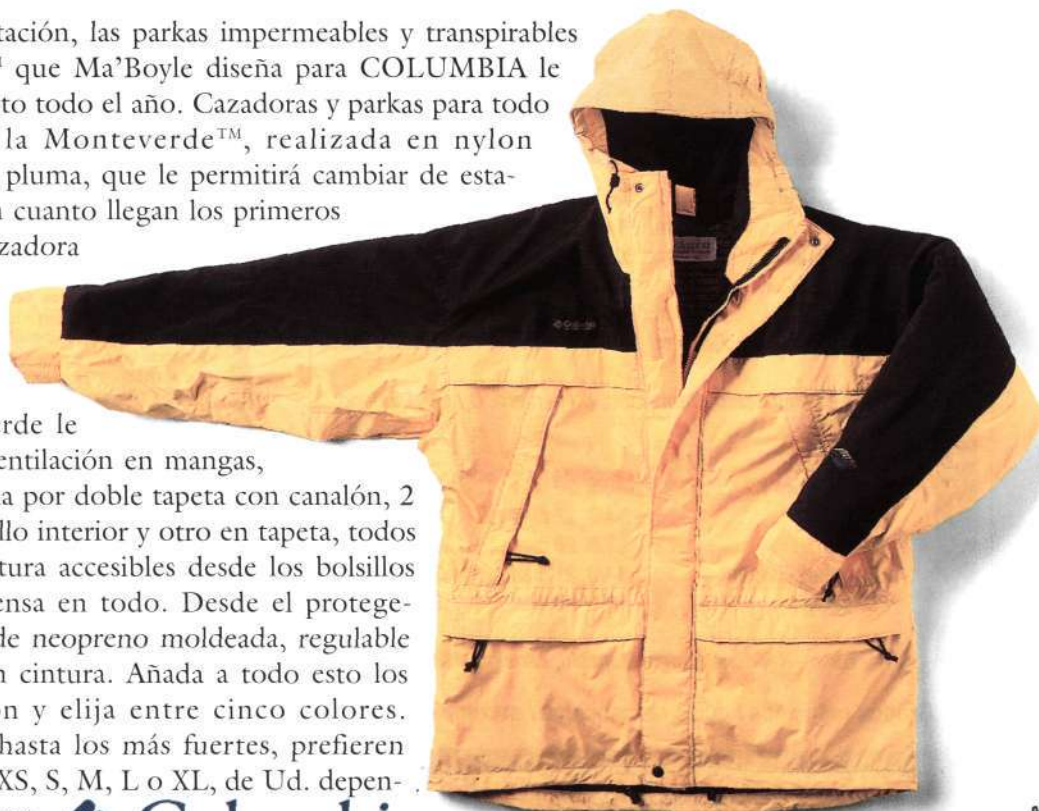 tación, las parkas impermeables y transpirables
que Ma'Boyle diseña para COLUMBIA le
to todo el año. Cazadoras y parkas para todo
la Monteverde™, realizada en nylon
pluma, que le permitirá cambiar de esta-
cuanto llegan los primeros
zadora
erde le
entilación en mangas,
a por doble tapeta con canalón, 2
llo interior y otro en tapeta, todos
tura accesibles desde los bolsillos
ensa en todo. Desde el protege-
de neopreno moldeada, regulable
n cintura. Añada a todo esto los
ón y elija entre cinco colores.
hasta los más fuertes, prefieren
XS, S, M, L o XL, de Ud. depen-